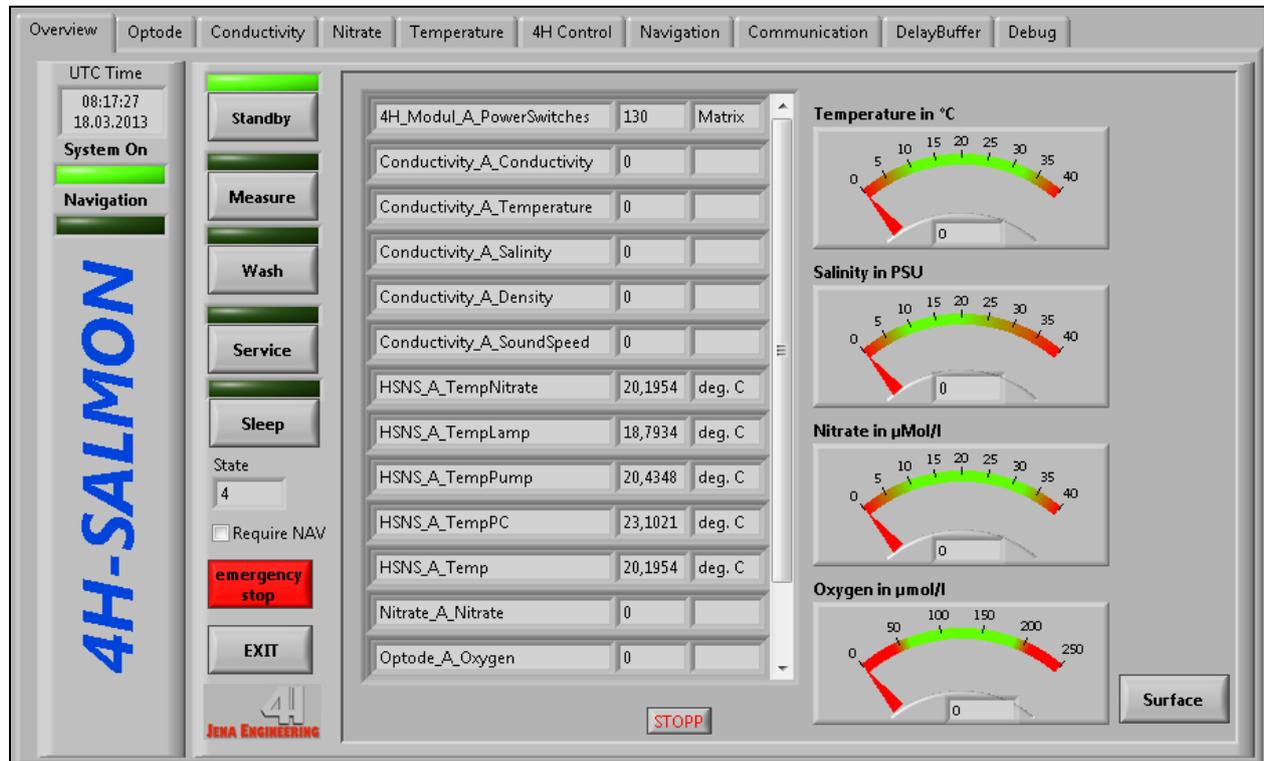 Overview Optode Conductivity Nitrate Temperature 4H Control Navigation Communication DelayBuffer Debug
UTC Time
08:17:27
18.03.2013
System On
Navigation
4H-SALMON
Standby
Measure
Wash
Service
Sleep
State
4
Require NAV
emergency
stop
EXIT
4H
JENA ENGINEERING
4H_Modul_A_PowerSwitches 130 Matrix
Conductivity_A_Conductivity 0
Conductivity_A_Temperature 0
Conductivity_A_Salinity 0
Conductivity_A_Density 0
Conductivity_A_SoundSpeed 0
HSNS_A_TempNitrate 20,1954 deg. C
HSNS_A_TempLamp 18,7934 deg. C
HSNS_A_TempPump 20,4348 deg. C
HSNS_A_TempPC 23,1021 deg. C
HSNS_A_Temp 20,1954 deg. C
Nitrate_A_Nitrate 0
Optode_A_Oxygen 0
STOPP
Temperature in °C
0 5 10 15 20 25 30 35 40
0
Salinity in PSU
0 5 10 15 20 25 30 35 40
0
Nitrate in µMol/l
0 5 10 15 20 25 30 35 40
0
Oxygen in µmol/l
0 50 100 150 200 250
0
Surface